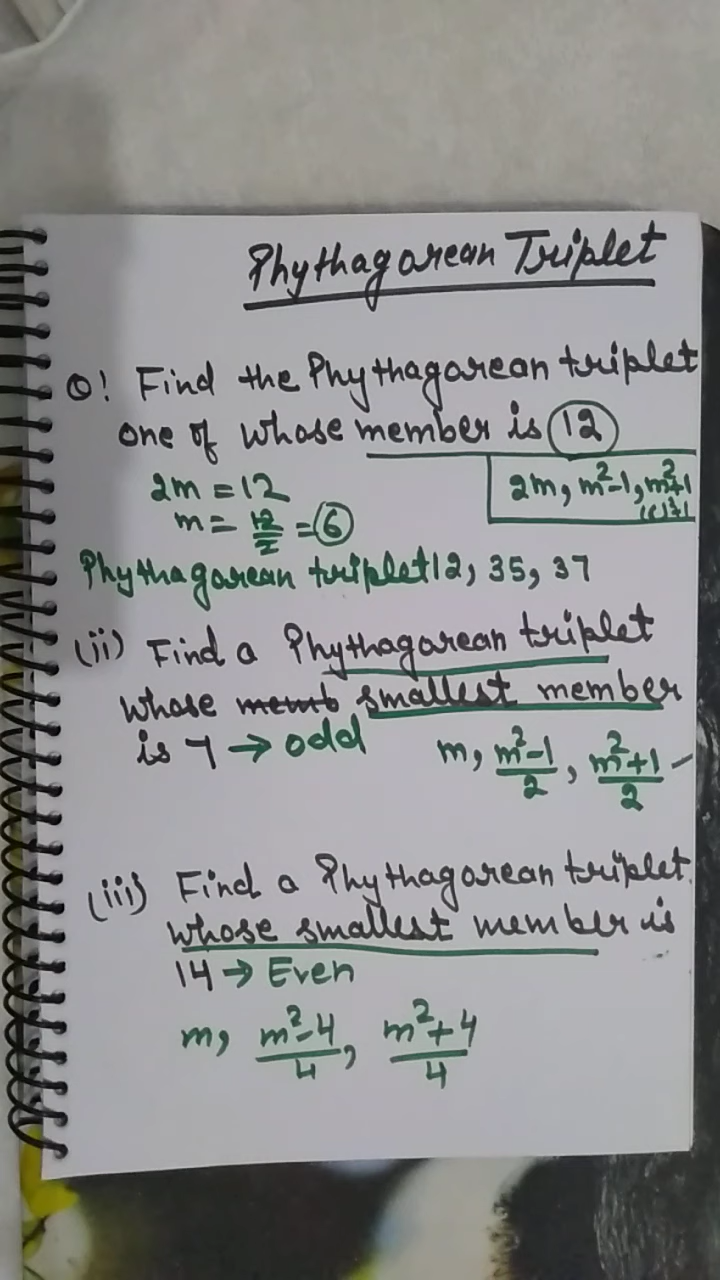 Phythagorean Triplet
Q! Find the Phythagorean triplet
one of whose member is 12
2m = 12
2m, m²-1, m²+1
m = 12/2 = 6
Phythagorean triplet 12, 35, 37
(ii) Find a Phythagorean triplet
whose smallest member
is 7 → odd
m, m²-1/2, m²+1/2
(iii) Find a Phythagorean triplet
whose smallest member is
14 → Even
m, m²-4/4, m²+4/4